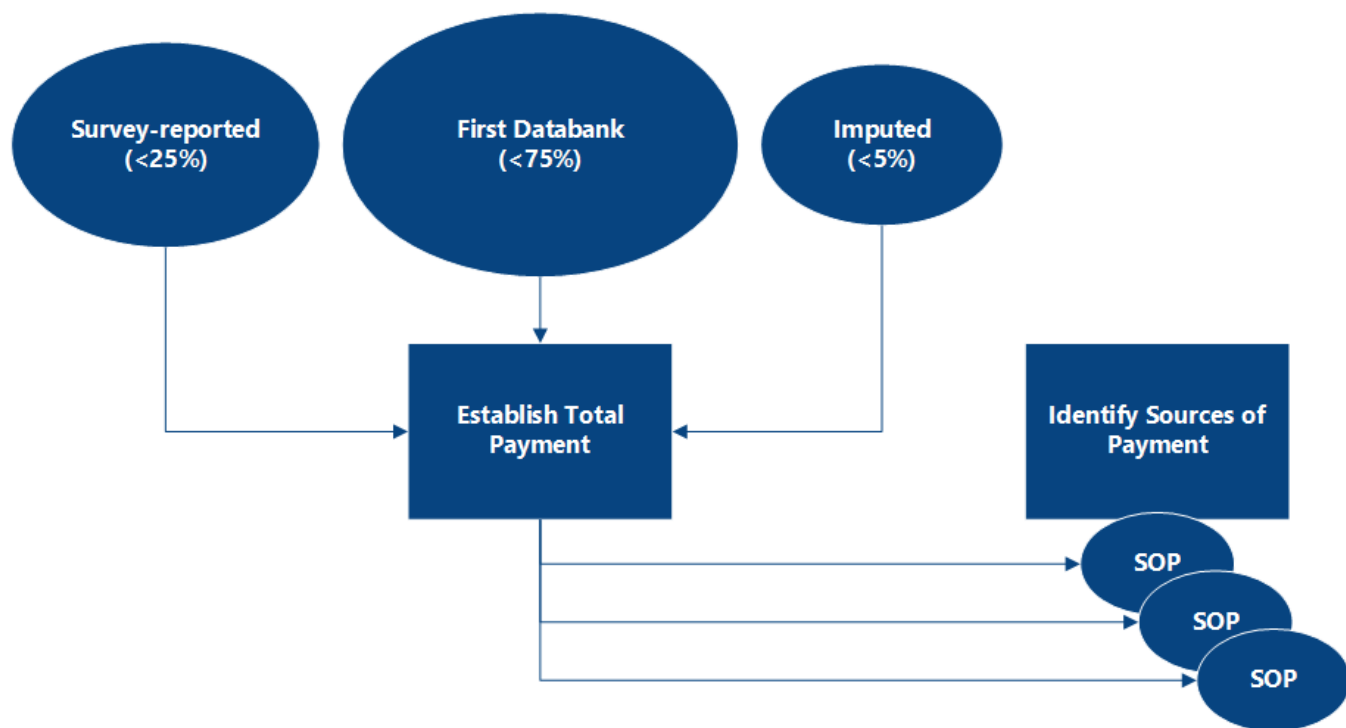 Survey-reported
(<25%)
First Databank
(<75%)
Imputed
(<5%)
Establish Total
Payment
Identify Sources of
Payment
SOP
SOP
SOP